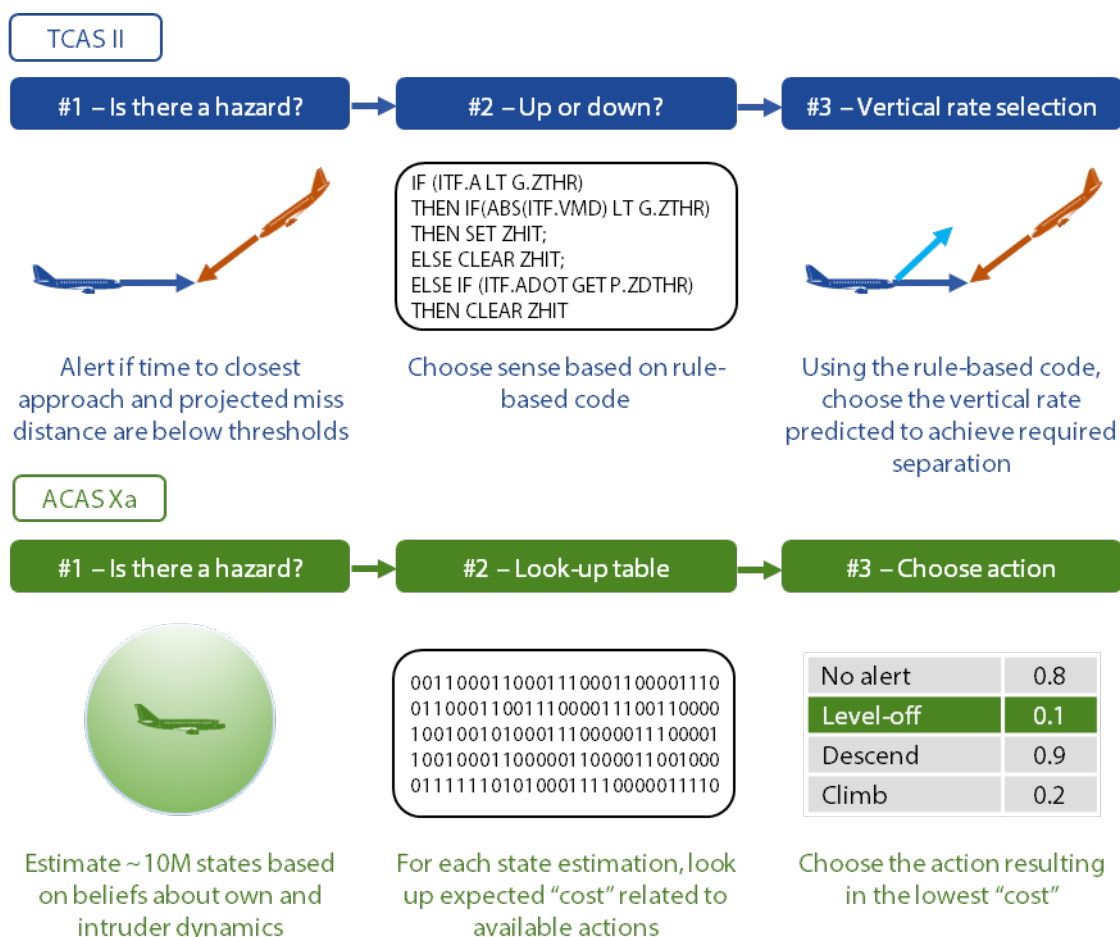 TCAS II
#1 – Is there a hazard?
#2 – Up or down?
#3 – Vertical rate selection
IF (ITF.A LT G.ZTHR)
THEN IF(ABS(ITF.VMD) LT G.ZTHR)
THEN SET ZHIT;
ELSE CLEAR ZHIT;
ELSE IF (ITF.ADOT GET P.ZDTHR)
THEN CLEAR ZHIT
Alert if time to closest
approach and projected miss
distance are below thresholds
Choose sense based on rule-
based code
Using the rule-based code,
choose the vertical rate
predicted to achieve required
separation
ACAS Xa
#1 – Is there a hazard?
#2 – Look-up table
#3 – Choose action
0011000110001110001100001110
0110001100111000011100110000
1001001010001110000011100001
1001000110000011000011001000
0111111010100011110000011110
No alert 0.8
Level-off 0.1
Descend 0.9
Climb 0.2
Estimate ~10M states based
on beliefs about own and
intruder dynamics
For each state estimation, look
up expected “cost” related to
available actions
Choose the action resulting
in the lowest “cost”